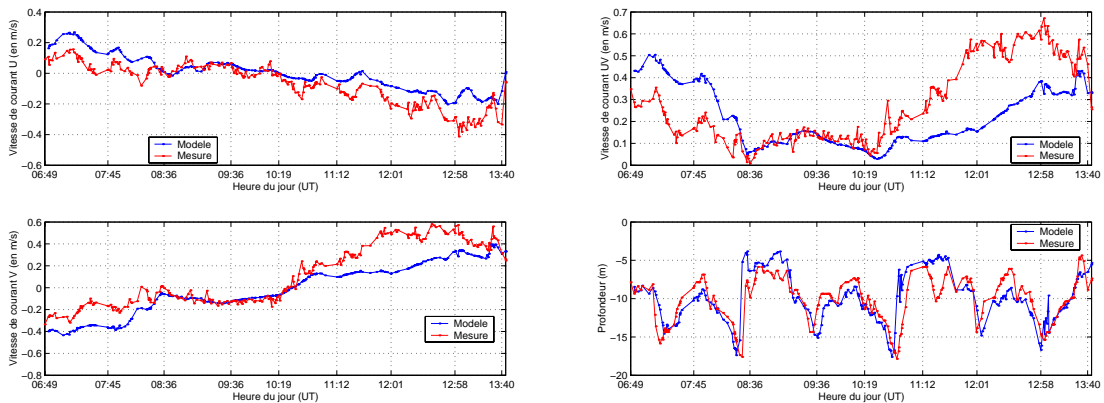 Vitesse de courant U (en m/s)
0.4
0.2
0
−0.2
−0.4
−0.6
Modele
Mesure
06:49 07:45 08:36 09:36 10:19 11:12 12:01 12:58 13:40
Heure du jour (UT)
Vitesse de courant UV (en m/s)
0.7
0.6
0.5
0.4
0.3
0.2
0.1
0
Modele
Mesure
06:49 07:45 08:36 09:36 10:19 11:12 12:01 12:58 13:40
Heure du jour (UT)
Vitesse de courant V (en m/s)
0.6
0.4
0.2
0
−0.2
−0.4
−0.6
−0.8
Modele
Mesure
06:49 07:45 08:36 09:36 10:19 11:12 12:01 12:58 13:40
Heure du jour (UT)
Profondeur (m)
0
−5
−10
−15
−20
Modele
Mesure
06:49 07:45 08:36 09:36 10:19 11:12 12:01 12:58 13:40
Heure du jour (UT)